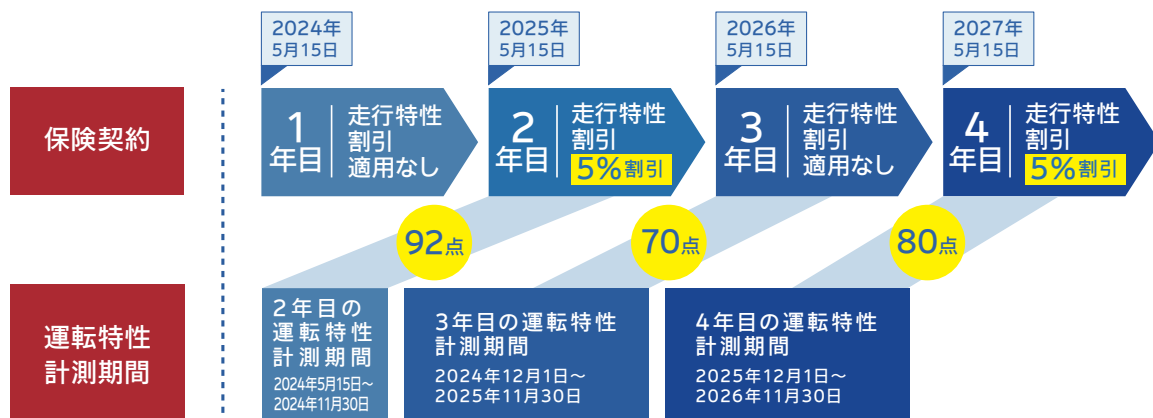 2024年
5月15日
2025年
5月15日
2026年
5月15日
2027年
5月15日
保険契約
1
年目
走行特性
割引
適用なし
2
年目
走行特性
割引
5%割引
3
年目
走行特性
割引
適用なし
4
年目
走行特性
割引
5%割引
92点
70点
80点
運転特性
計測期間
2年目の
運転特性
計測期間
2024年5月15日～
2024年11月30日
3年目の運転特性
計測期間
2024年12月1日～
2025年11月30日
4年目の運転特性
計測期間
2025年12月1日～
2026年11月30日